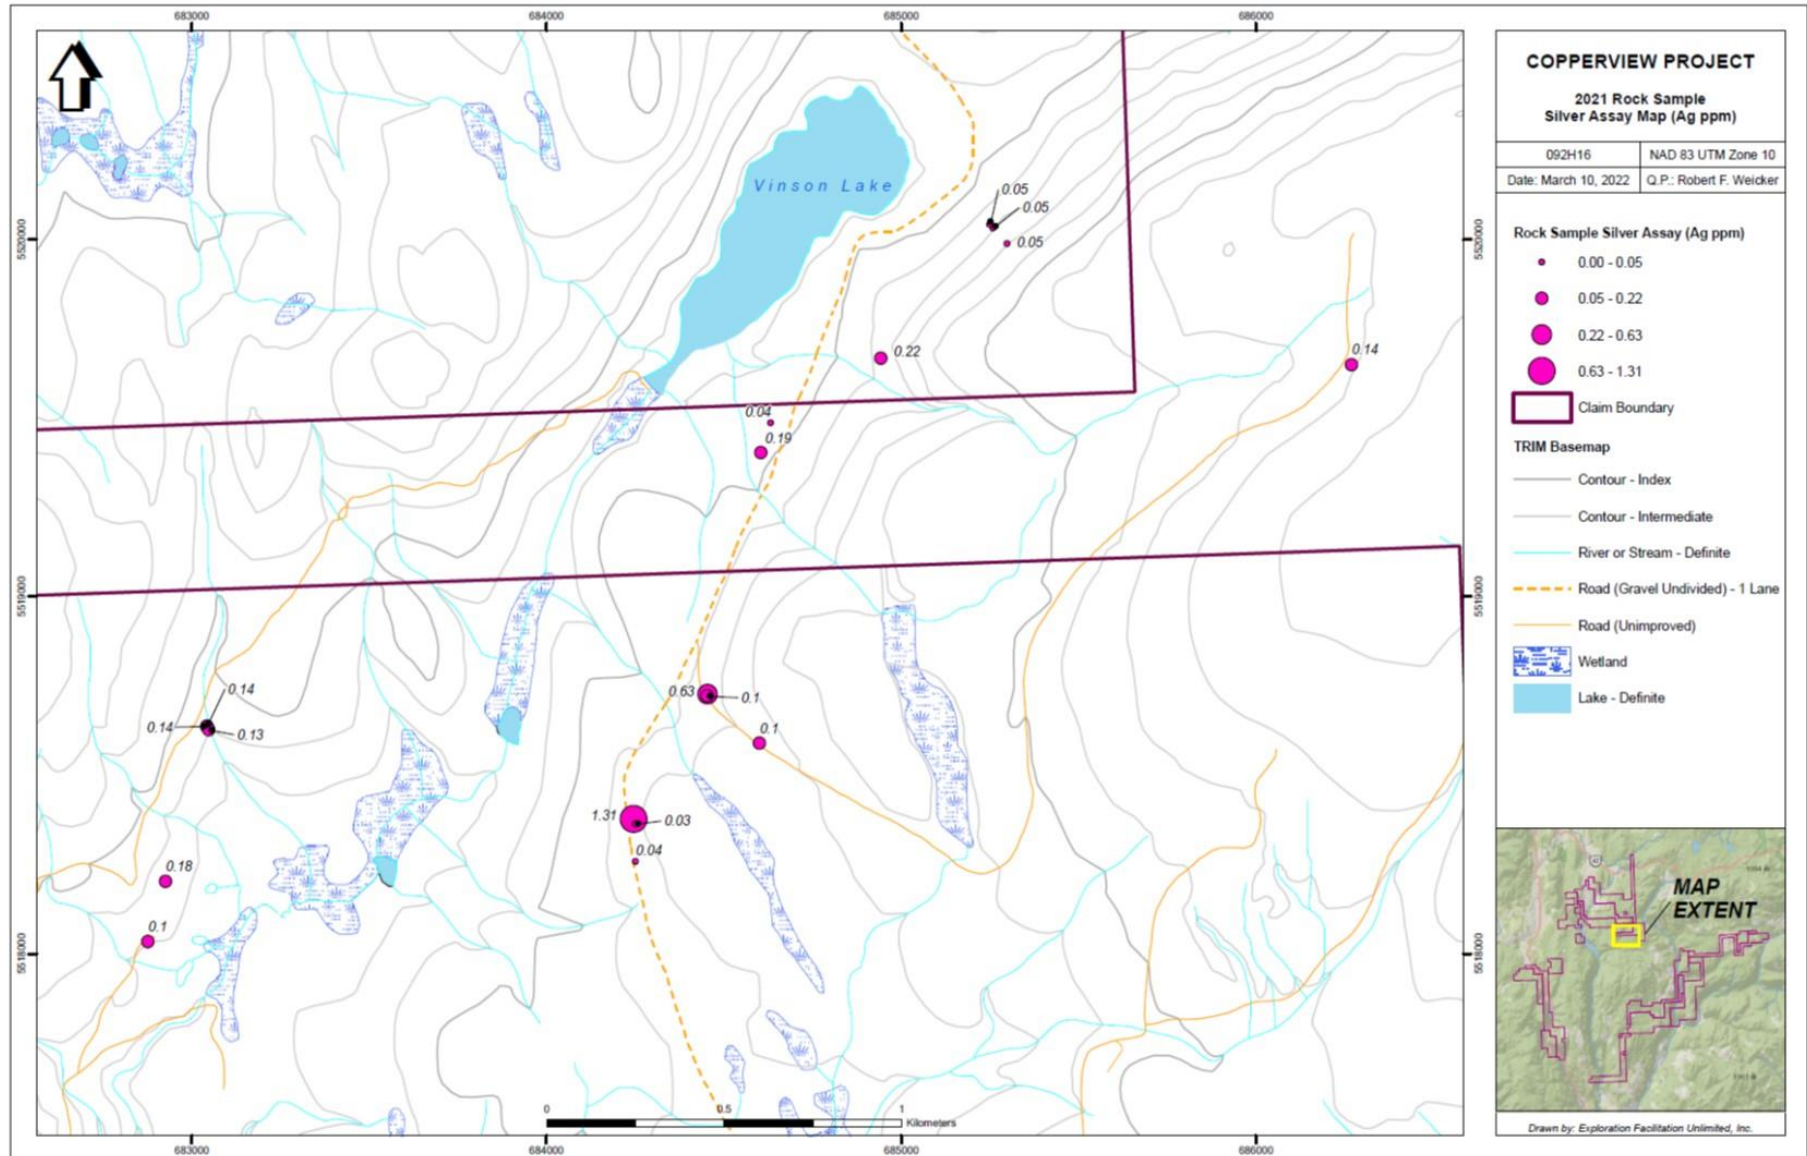 683000
684000
685000
686000
5520000
5519000
5518000
5520000
5519000
5518000
Vinson Lake
0.05
0.05
0.05
0.22
0.14
0.04
0.19
0.63
0.1
0.1
0.14
0.14
0.13
1.31
0.03
0.04
0.18
0.1
0
0.5
1
Kilometers
683000
684000
685000
686000
COPPERVIEW PROJECT
2021 Rock Sample
Silver Assay Map (Ag ppm)
092H16
NAD 83 UTM Zone 10
Date: March 10, 2022
Q.P.: Robert F. Weicker
Rock Sample Silver Assay (Ag ppm)
0.00 - 0.05
0.05 - 0.22
0.22 - 0.63
0.63 - 1.31
Claim Boundary
TRIM Basemap
Contour - Index
Contour - Intermediate
River or Stream - Definite
Road (Gravel Undivided) - 1 Lane
Road (Unimproved)
Wetland
Lake - Definite
MAP
EXTENT
Drawn by: Exploration Facilitation Unlimited, Inc.